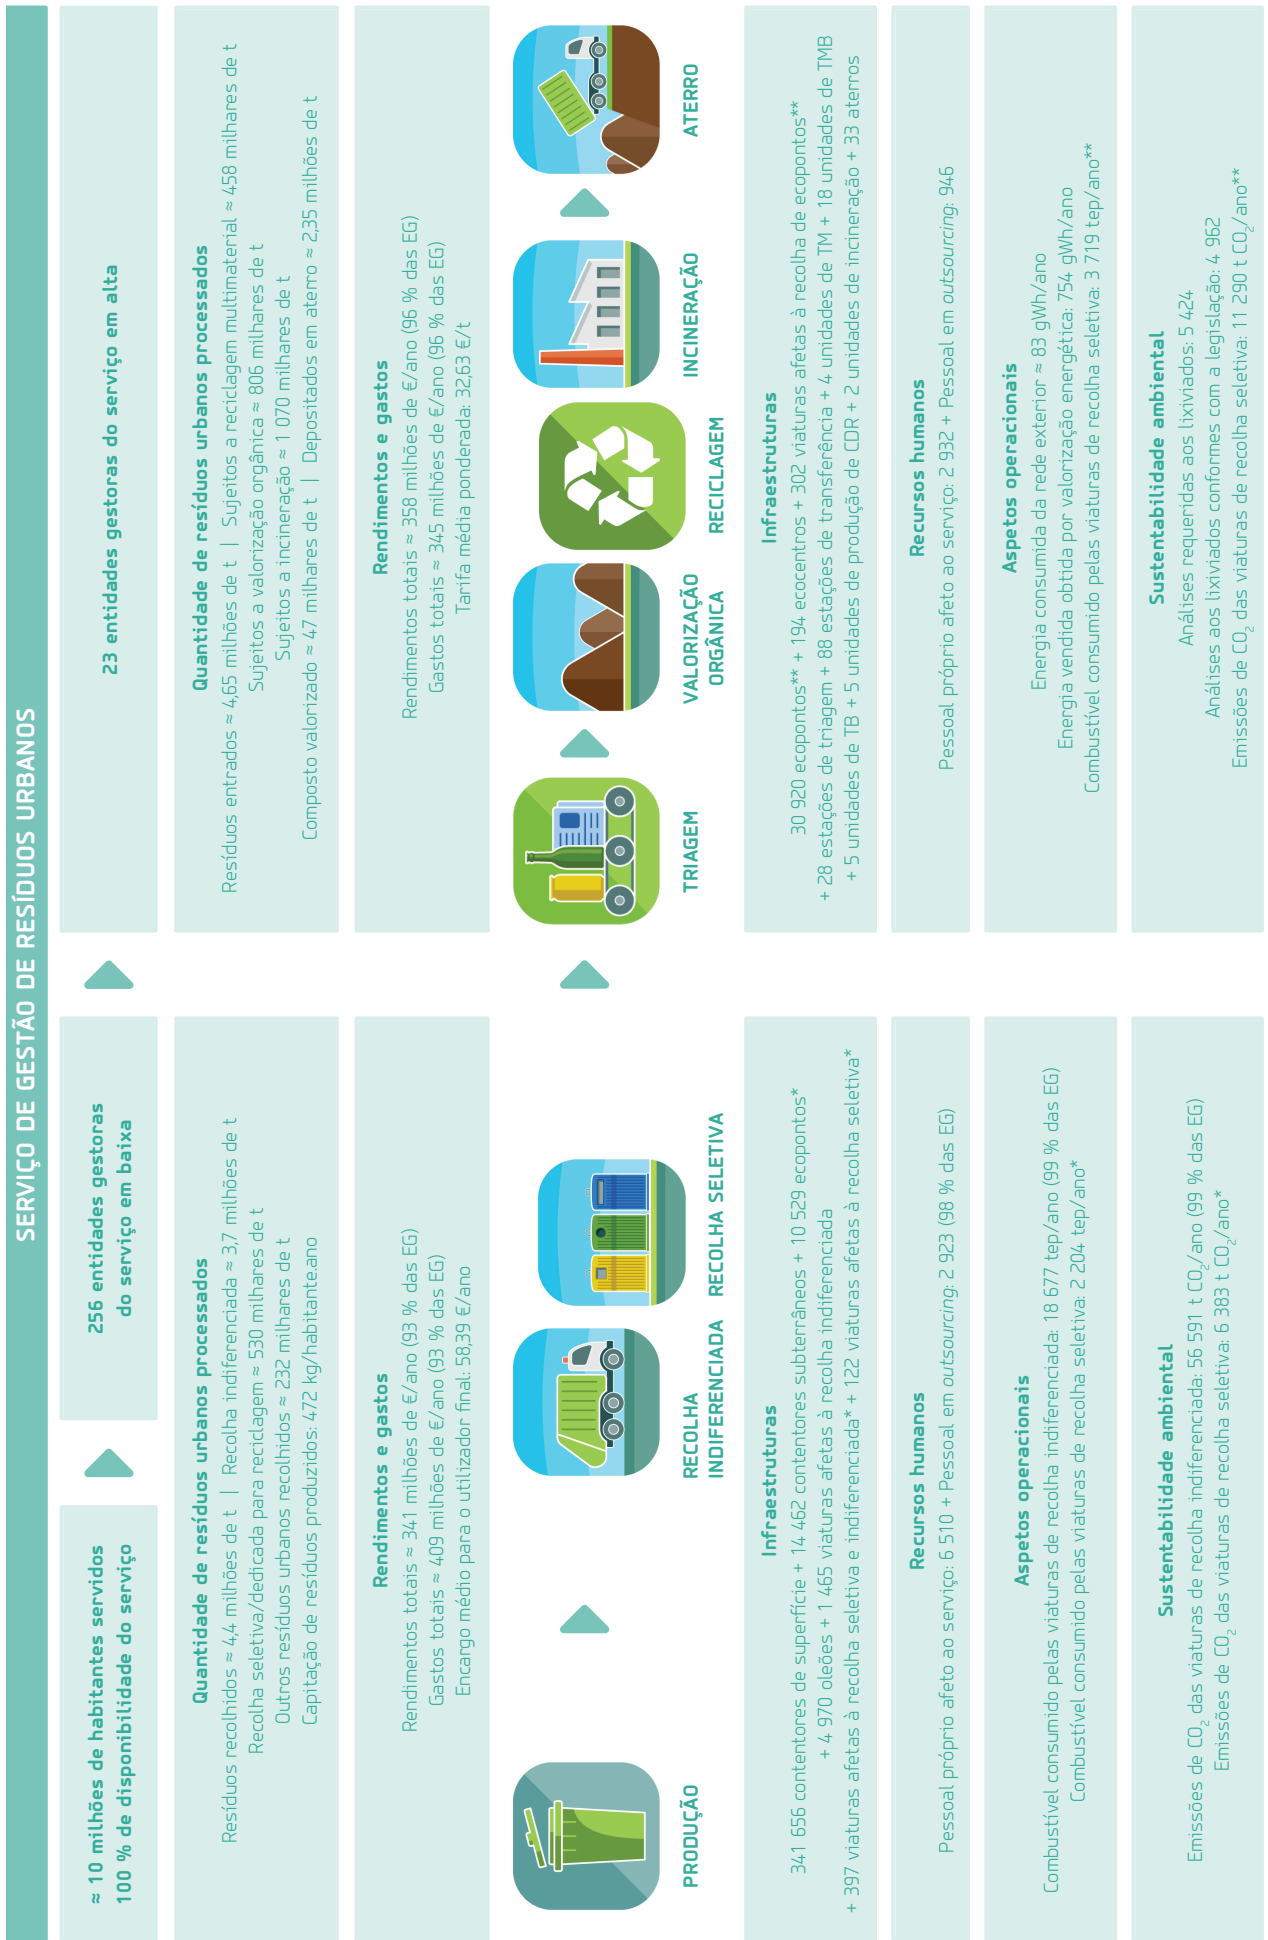 SERVIÇO DE GESTÃO DE RESÍDUOS URBANOS
≈ 10 milhões de habitantes servidos
100 % de disponibilidade do serviço
256 entidades gestoras
do serviço em baixa
23 entidades gestoras do serviço em alta
Quantidade de resíduos urbanos processados
Resíduos recolhidos ≈ 4,4 milhões de t | Recolha indiferenciada ≈ 3,7 milhões de t
Recolha seletiva/dedicada para reciclagem ≈ 530 milhares de t
Outros resíduos urbanos recolhidos ≈ 232 milhares de t
Capitação de resíduos produzidos: 472 kg/habitante.ano
Quantidade de resíduos urbanos processados
Resíduos entrados ≈ 4,65 milhões de t | Sujeitos a reciclagem multimaterial ≈ 458 milhares de t
Sujeitos a valorização orgânica ≈ 806 milhares de t
Sujeitos a incineração ≈ 1 070 milhares de t
Composto valorizado ≈ 47 milhares de t | Depositados em aterro ≈ 2,35 milhões de t
Rendimentos e gastos
Rendimentos totais ≈ 341 milhões de €/ano (93 % das EG)
Gastos totais ≈ 409 milhões de €/ano (93 % das EG)
Encargo médio para o utilizador final: 58,39 €/ano
Rendimentos e gastos
Rendimentos totais ≈ 358 milhões de €/ano (96 % das EG)
Gastos totais ≈ 345 milhões de €/ano (96 % das EG)
Tarifa média ponderada: 32,63 €/t
PRODUÇÃO
RECOLHA
INDIFERENCIADA
RECOLHA SELETIVA
TRIAGEM
VALORIZAÇÃO
ORGÂNICA
RECICLAGEM
INCINERAÇÃO
ATERRO
Infraestruturas
341 656 contentores de superfície + 14 462 contentores subterrâneos + 10 529 ecopontos*
+ 4 970 oleões + 1 465 viaturas afetas à recolha indiferenciada
+ 397 viaturas afetas à recolha seletiva e indiferenciada* + 122 viaturas afetas à recolha seletiva*
Infraestruturas
30 920 ecopontos** + 194 ecocentros + 302 viaturas afetas à recolha de ecopontos**
+ 28 estações de triagem + 88 estações de transferência + 4 unidades de TM + 18 unidades de TMB
+ 5 unidades de TB + 5 unidades de produção de CDR + 2 unidades de incineração + 33 aterros
Recursos humanos
Pessoal próprio afeto ao serviço: 6 510 + Pessoal em outsourcing: 2 923 (98 % das EG)
Recursos humanos
Pessoal próprio afeto ao serviço: 2 932 + Pessoal em outsourcing: 946
Aspetos operacionais
Combustível consumido pelas viaturas de recolha indiferenciada: 18 677 tep/ano (99 % das EG)
Combustível consumido pelas viaturas de recolha seletiva: 2 204 tep/ano*
Aspetos operacionais
Energia consumida da rede exterior ≈ 83 gWh/ano
Energia vendida obtida por valorização energética: 754 gWh/ano
Combustível consumido pelas viaturas de recolha seletiva: 3 719 tep/ano**
Sustentabilidade ambiental
Emissões de CO₂ das viaturas de recolha indiferenciada: 56 591 t CO₂/ano (99 % das EG)
Emissões de CO₂ das viaturas de recolha seletiva: 6 383 t CO₂/ano*
Sustentabilidade ambiental
Análises requeridas aos lixiviados: 5 424
Análises aos lixiviados conformes com a legislação: 4 962
Emissões de CO₂ das viaturas de recolha seletiva: 11 290 t CO₂/ano**